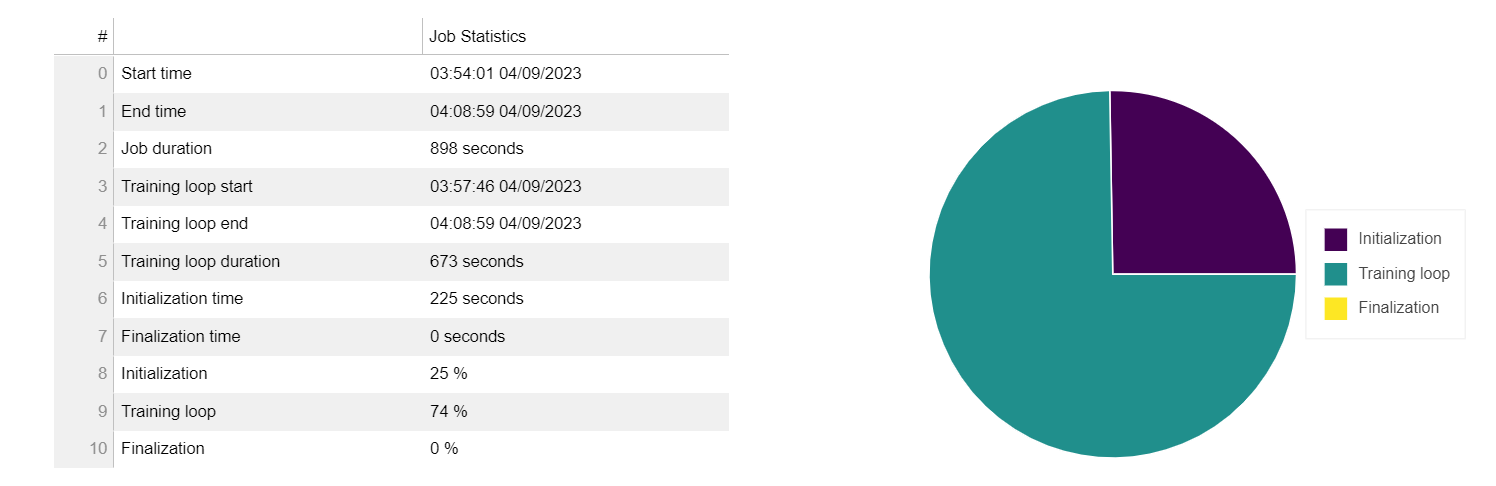 # Job Statistics
0 Start time 03:54:01 04/09/2023
1 End time 04:08:59 04/09/2023
2 Job duration 898 seconds
3 Training loop start 03:57:46 04/09/2023
4 Training loop end 04:08:59 04/09/2023
5 Training loop duration 673 seconds
6 Initialization time 225 seconds
7 Finalization time 0 seconds
8 Initialization 25 %
9 Training loop 74 %
10 Finalization 0 %
Initialization
Training loop
Finalization